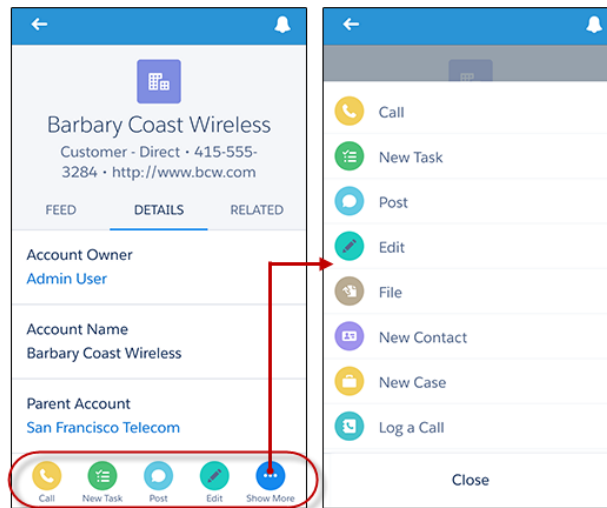 Barbary Coast Wireless
Customer - Direct • 415-555-
3284 • http://www.bcw.com
FEED DETAILS RELATED
Account Owner
Admin User
Account Name
Barbary Coast Wireless
Parent Account
San Francisco Telecom
Call New Task Post Edit Show More
Call
New Task
Post
Edit
File
New Contact
New Case
Log a Call
Close